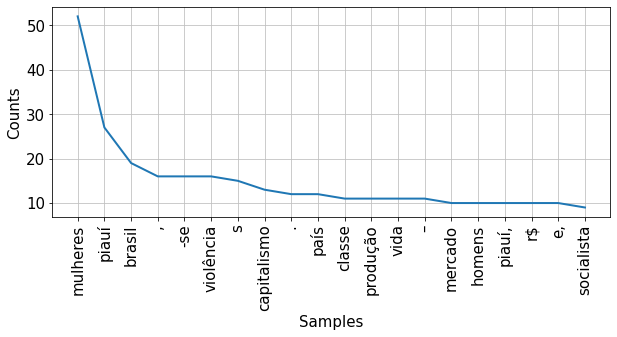 50
40
30
20
10
Counts
mulheres
piauí
brasil
,
-se
violência
s
capitalismo
.
país
classe
produção
vida
–
mercado
homens
piauí,
r$
e,
socialista
Samples